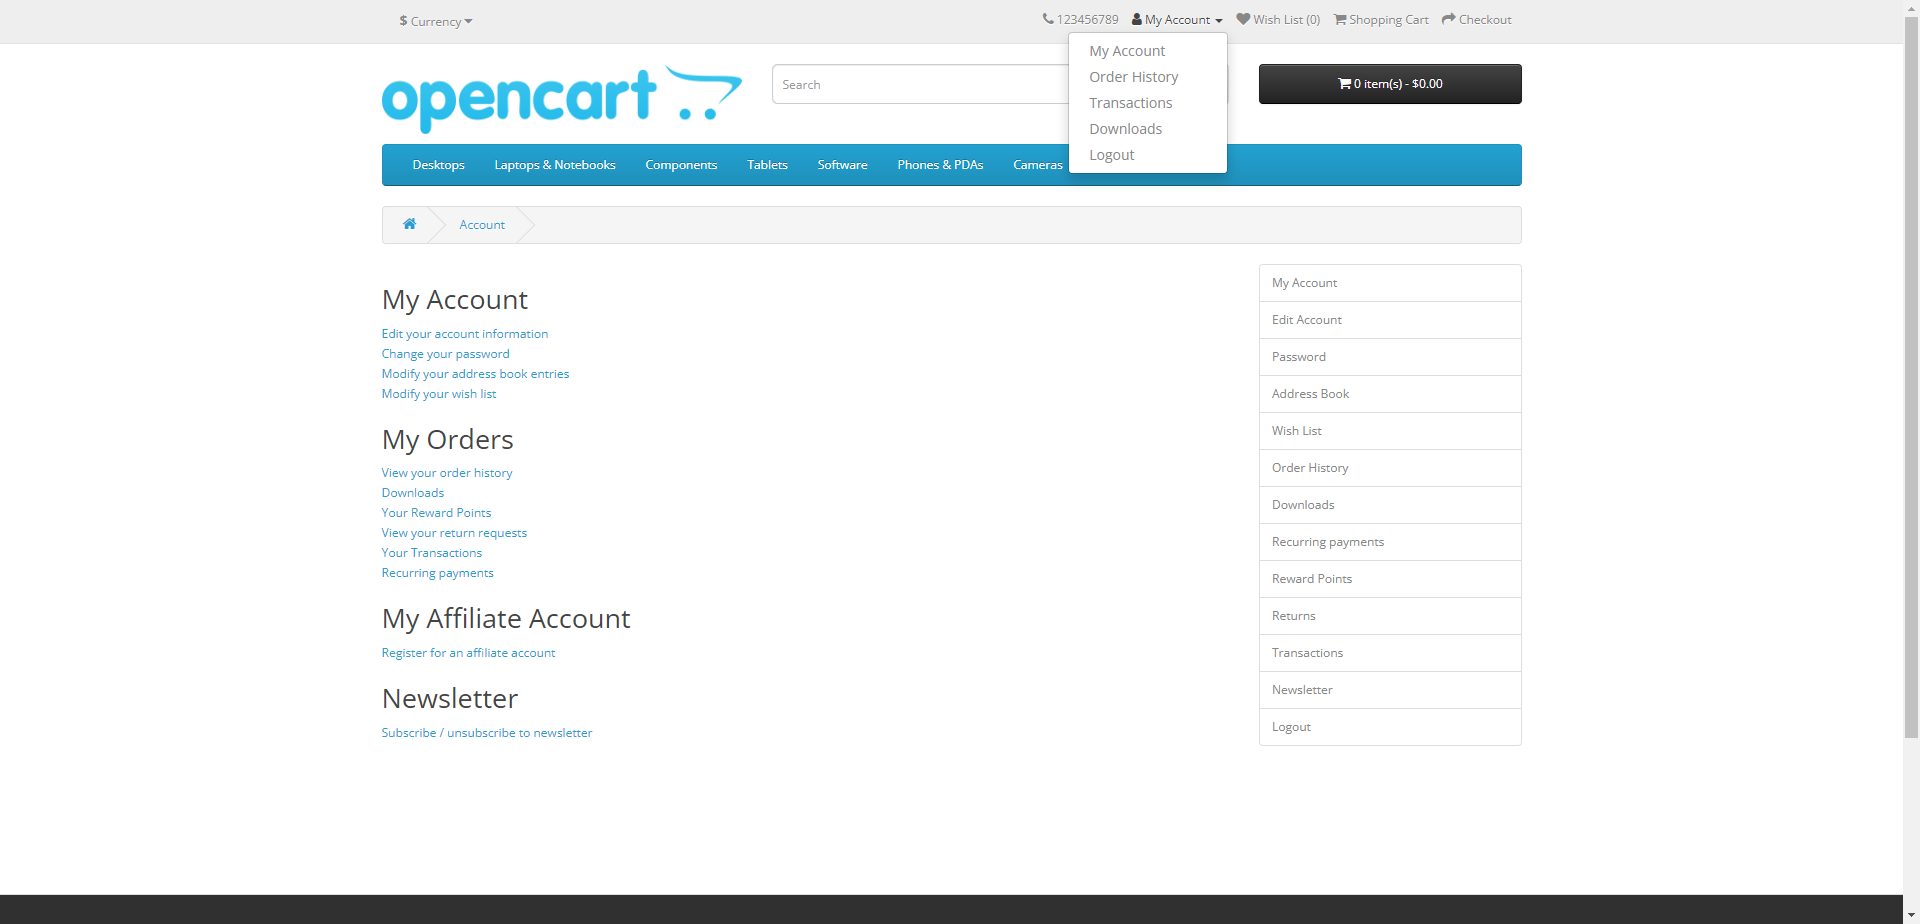 $ Currency
123456789 My Account Wish List (0) Shopping Cart Checkout
My Account
Order History
Transactions
Downloads
Logout
opencart
Search
0 item(s) - $0.00
Desktops Laptops & Notebooks Components Tablets Software Phones & PDAs Cameras
Account
My Account
Edit your account information
Change your password
Modify your address book entries
Modify your wish list
My Orders
View your order history
Downloads
Your Reward Points
View your return requests
Your Transactions
Recurring payments
My Affiliate Account
Register for an affiliate account
Newsletter
Subscribe / unsubscribe to newsletter
My Account
Edit Account
Password
Address Book
Wish List
Order History
Downloads
Recurring payments
Reward Points
Returns
Transactions
Newsletter
Logout